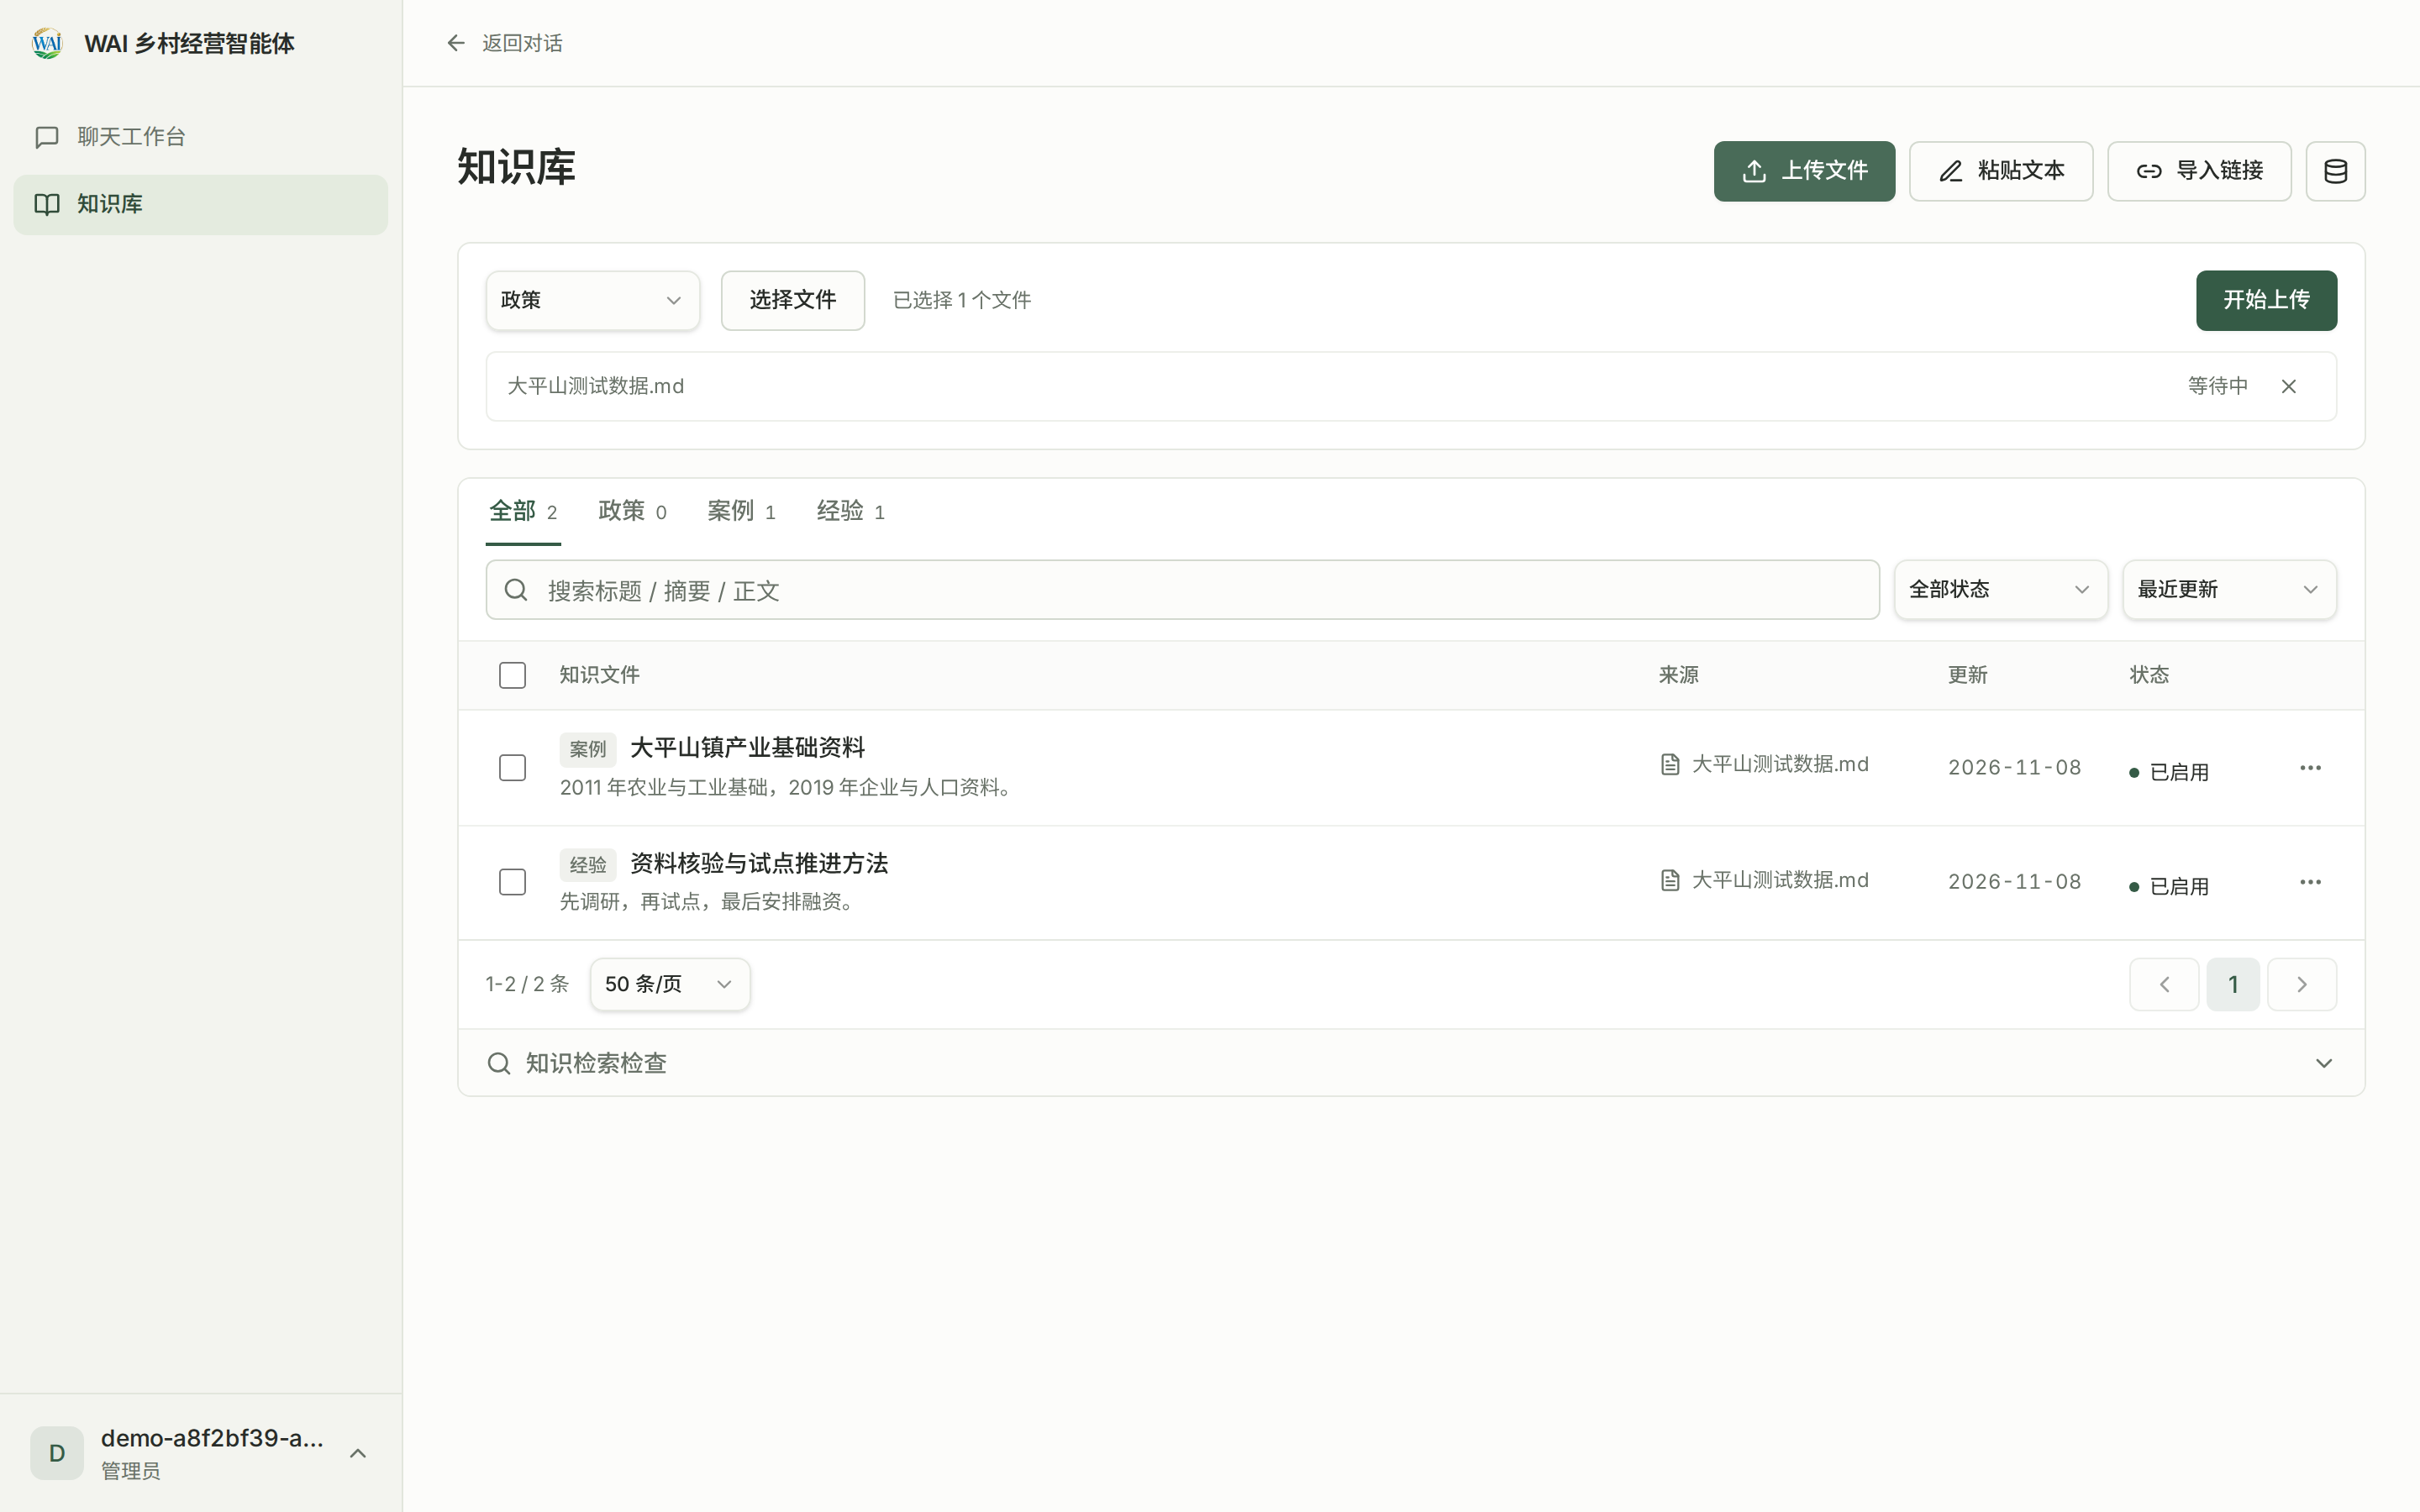 WAI 乡村经营智能体
聊天工作台
知识库
demo-a8f2bf39-a...
D
管理员
返回对话
知识库
上传文件
粘贴文本
导入链接
政策
选择文件
已选择 1 个文件
开始上传
大平山测试数据.md
等待中
全部 2
政策 0
案例 1
经验 1
搜索标题 / 摘要 / 正文
全部状态
最近更新
知识文件
来源
更新
状态
案例 大平山镇产业基础资料
2011 年农业与工业基础，2019 年企业与人口资料。
大平山测试数据.md
2026-11-08
已启用
经验 资料核验与试点推进方法
先调研，再试点，最后安排融资。
大平山测试数据.md
2026-11-08
已启用
1-2 / 2 条
50 条/页
1
知识检索检查